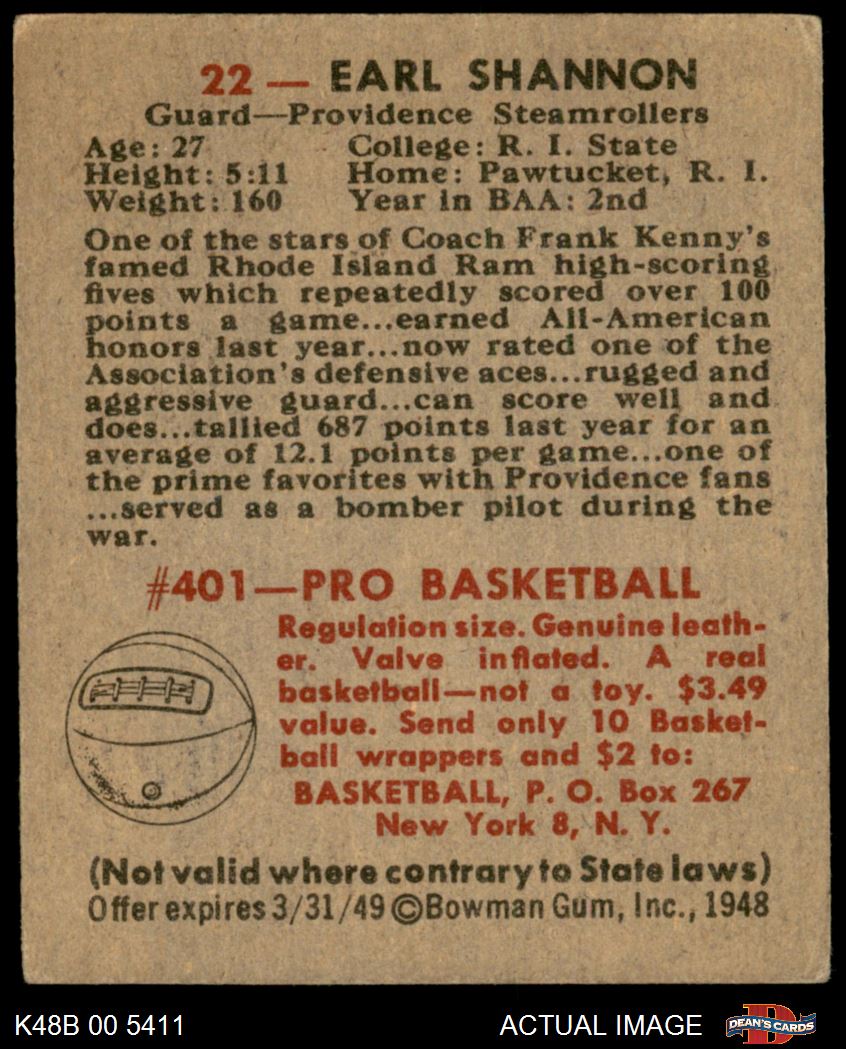 22 — EARL SHANNON
Guard—Providence Steamrollers
Age: 27 College: R. I. State
Height: 5:11 Home: Pawtucket, R. I.
Weight: 160 Year in BAA: 2nd
One of the stars of Coach Frank Kenny's
famed Rhode Island Ram high-scoring
fives which repeatedly scored over 100
points a game...earned All-American
honors last year...now rated one of the
Association's defensive aces...rugged and
aggressive guard...can score well and
does...tallied 687 points last year for an
average of 12.1 points per game...one of
the prime favorites with Providence fans
...served as a bomber pilot during the
war.
#401—PRO BASKETBALL
Regulation size. Genuine leath-
er. Valve inflated. A real
basketball—not a toy. $3.49
value. Send only 10 Basket-
ball wrappers and $2 to:
BASKETBALL, P. O. Box 267
New York 8, N. Y.
(Not valid where contrary to State laws)
Offer expires 3/31/49 ©Bowman Gum, Inc., 1948
K48B 00 5411 ACTUAL IMAGE DEAN'S CARDS